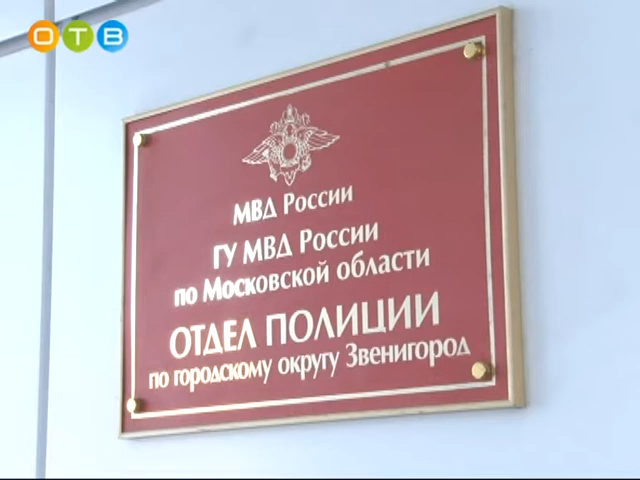 ОТВ
МВД России
ГУ МВД России
по Московской области
ОТДЕЛ ПОЛИЦИИ
по городскому округу Звенигород